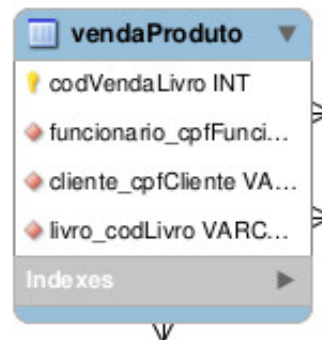 vendaProduto
codVendaLivro INT
funcionario_cpfFunci...
cliente_cpfCliente VA...
livro_codLivro VARC...
Indexes